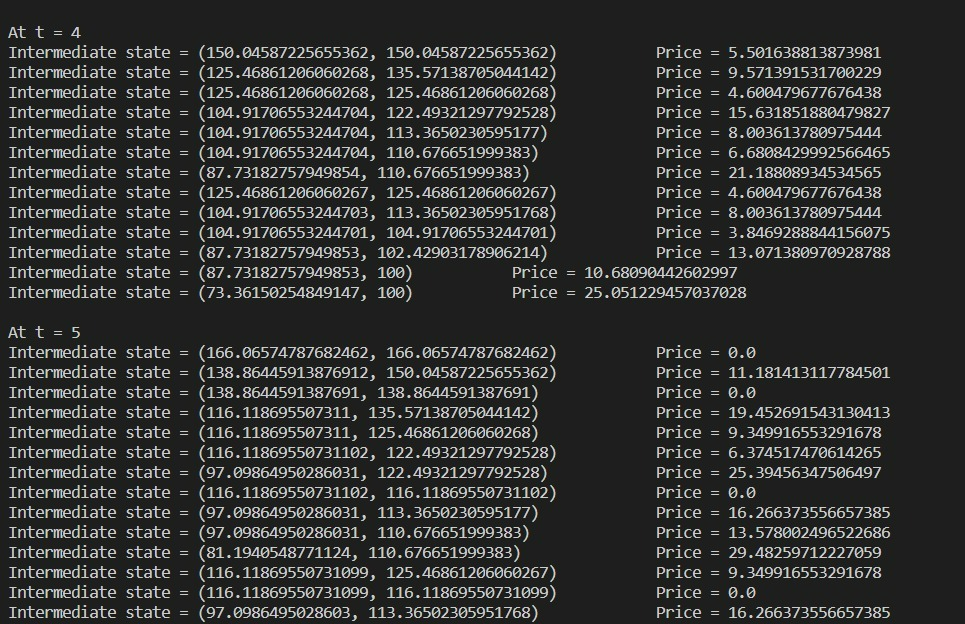 At t = 4
Intermediate state = (150.04587225655362, 150.04587225655362) Price = 5.501638813873981
Intermediate state = (125.46861206060268, 135.57138705044142) Price = 9.571391531700229
Intermediate state = (125.46861206060268, 125.46861206060268) Price = 4.600479677676438
Intermediate state = (104.91706553244704, 122.49321297792528) Price = 15.631851880479827
Intermediate state = (104.91706553244704, 113.3650230595177) Price = 8.003613780975444
Intermediate state = (104.91706553244704, 110.676651999383) Price = 6.6808429992566465
Intermediate state = (87.73182757949854, 110.676651999383) Price = 21.18808934534565
Intermediate state = (125.46861206060267, 125.46861206060267) Price = 4.600479677676438
Intermediate state = (104.91706553244703, 113.36502305951768) Price = 8.003613780975444
Intermediate state = (104.91706553244701, 104.91706553244701) Price = 3.8469288844156075
Intermediate state = (87.73182757949853, 102.42903178906214) Price = 13.071380970928788
Intermediate state = (87.73182757949853, 100) Price = 10.68090442602997
Intermediate state = (73.36150254849147, 100) Price = 25.051229457037028
At t = 5
Intermediate state = (166.06574787682462, 166.06574787682462) Price = 0.0
Intermediate state = (138.86445913876912, 150.04587225655362) Price = 11.181413117784501
Intermediate state = (138.8644591387691, 138.8644591387691) Price = 0.0
Intermediate state = (116.118695507311, 135.57138705044142) Price = 19.452691543130413
Intermediate state = (116.118695507311, 125.46861206060268) Price = 9.349916553291678
Intermediate state = (116.11869550731102, 122.49321297792528) Price = 6.374517470614265
Intermediate state = (97.09864950286031, 122.49321297792528) Price = 25.39456347506497
Intermediate state = (116.11869550731102, 116.11869550731102) Price = 0.0
Intermediate state = (97.09864950286031, 113.3650230595177) Price = 16.266373556657385
Intermediate state = (97.09864950286031, 110.676651999383) Price = 13.578002496522686
Intermediate state = (81.1940548771124, 110.676651999383) Price = 29.48259712227059
Intermediate state = (116.118695507311099, 125.46861206060267) Price = 9.349916553291678
Intermediate state = (116.118695507311099, 116.118695507311099) Price = 0.0
Intermediate state = (97.0986495028603, 113.36502305951768) Price = 16.266373556657385